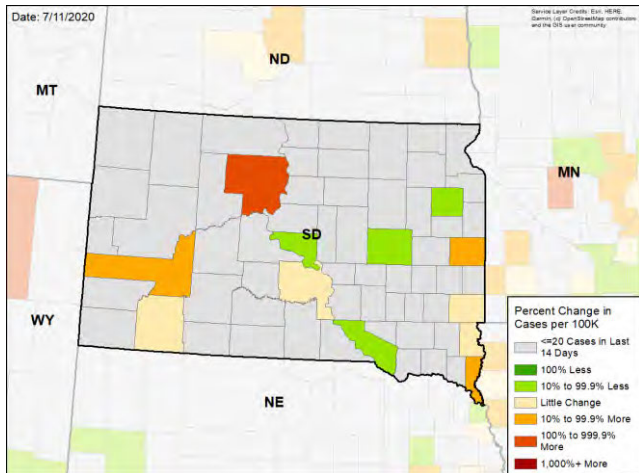 Date: 7/11/2020
Service Layer Credits: Esri, HERE,
Garmin, (c) OpenStreetMap contributors
and the GIS user community
ND
MT
MN
SD
WY
NE
Percent Change in
Cases per 100K
<=20 Cases in Last
14 Days
100% Less
10% to 99.9% Less
Little Change
10% to 99.9% More
100% to 999.9%
More
1,000%+ More